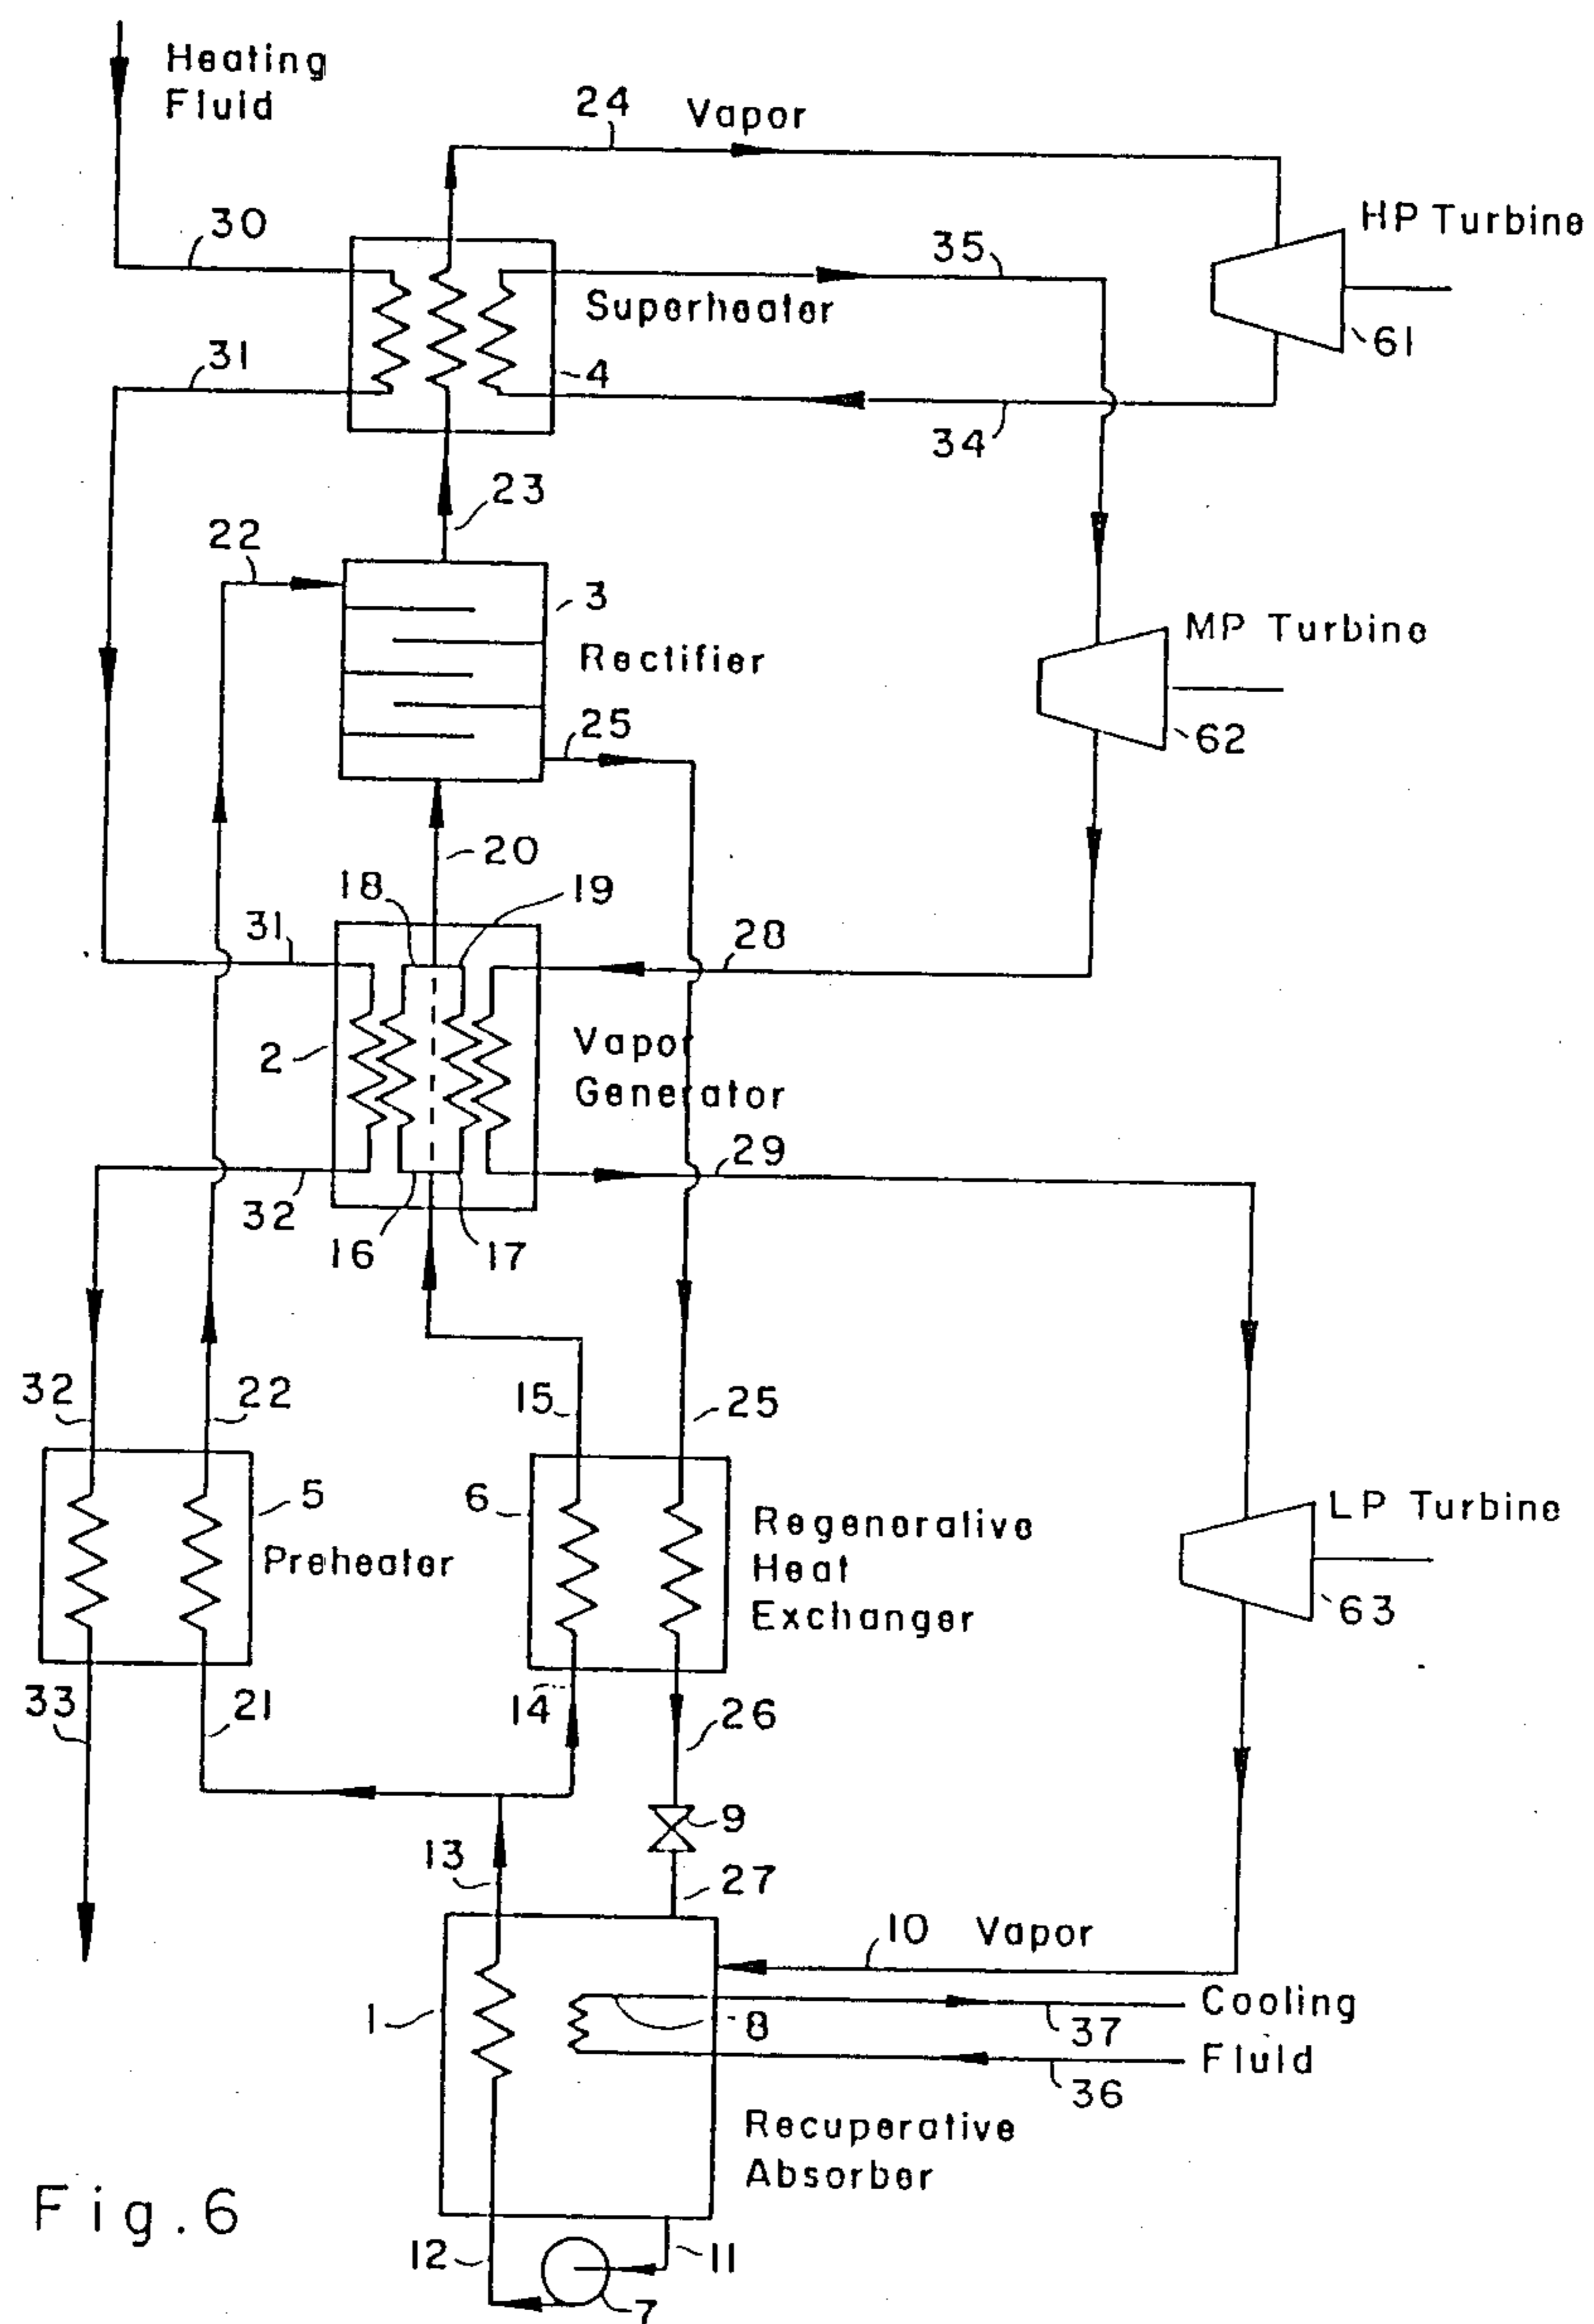 Heating
Fluid
24
Vapor
30
HP Turbine
35
Superheater
61
31
4
34
23
22
3
MP Turbine
Rectifier
25
62
20
18
19
31
28
2
Vapor
Generator
29
32
16
17
32
22
15
25
5
6
LP Turbine
Regenerative
Preheater
Heat
63
Exchanger
33
21
14
26
9
13
27
10 Vapor
1
Cooling
8
37
Fluid
36
Recuperative
Absorber
Fig.6
12
11
7